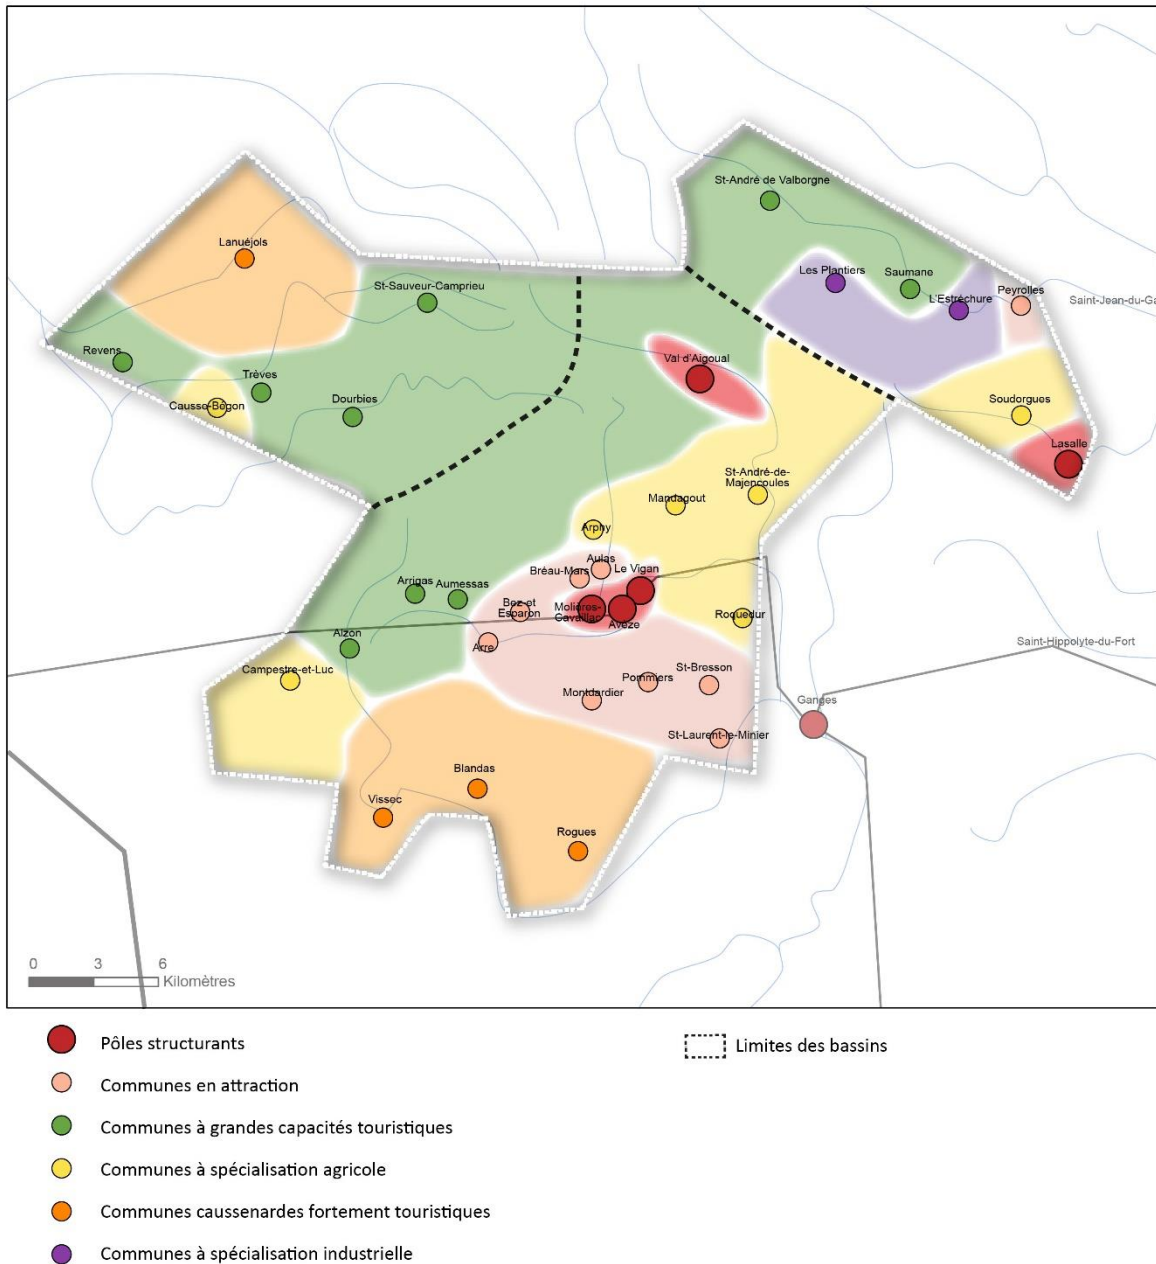 St-André de Valborgne
Lanuéjols
Les Plantiers
Saumane
St-Sauveur-Camprieu
L'Estréchure
Peyrolles
Saint-Jean-du-Ga
Revens
Val d'Aigoual
Trèves
Causse-Bégon
Dourbies
Soudorgues
Lasalle
St-André-de-
Majencoules
Mandagout
Arphy
Aulas
Bréau-Mars
Le Vigan
Arrigas
Aumessas
Bez-et
Esparon
Molières-
Cavaillac
Avèze
Roquedur
Alzon
Arre
Saint-Hippolyte-du-Fort
Campestre-et-Luc
St-Bresson
Pommiers
Montdardier
Ganges
St-Laurent-le-Minier
Blandas
Vissec
Rogues
0 3 6
Kilomètres
Pôles structurants
Limites des bassins
Communes en attraction
Communes à grandes capacités touristiques
Communes à spécialisation agricole
Communes caussenardes fortement touristiques
Communes à spécialisation industrielle